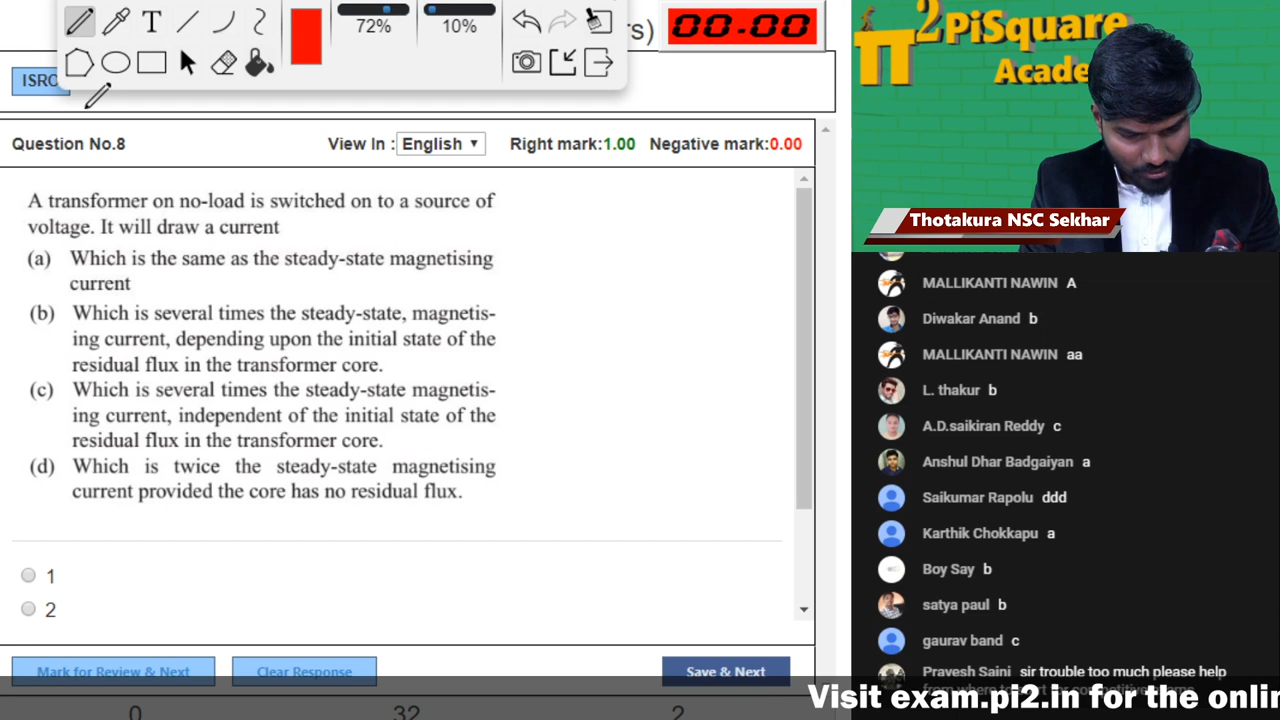 T
72%
10%
rs)
00.00
2
π
PiSquare
Acade
ISRO
Question No.8
View In : English ▼
Right mark:1.00
Negative mark:0.00
A transformer on no-load is switched on to a source of
voltage. It will draw a current
(a) Which is the same as the steady-state magnetising
current
(b) Which is several times the steady-state, magnetis-
ing current, depending upon the initial state of the
residual flux in the transformer core.
(c) Which is several times the steady-state magnetis-
ing current, independent of the initial state of the
residual flux in the transformer core.
(d) Which is twice the steady-state magnetising
current provided the core has no residual flux.
1
2
Mark for Review & Next
Clear Response
Save & Next
0
32
2
Thotakura NSC Sekhar
MALLIKANTI NAWIN A
Diwakar Anand b
MALLIKANTI NAWIN aa
L. thakur b
A.D.saikiran Reddy c
Anshul Dhar Badgaiyan a
Saikumar Rapolu ddd
Karthik Chokkapu a
Boy Say b
satya paul b
gaurav band c
Pravesh Saini sir trouble too much please help
Visit exam.pi2.in for the onli